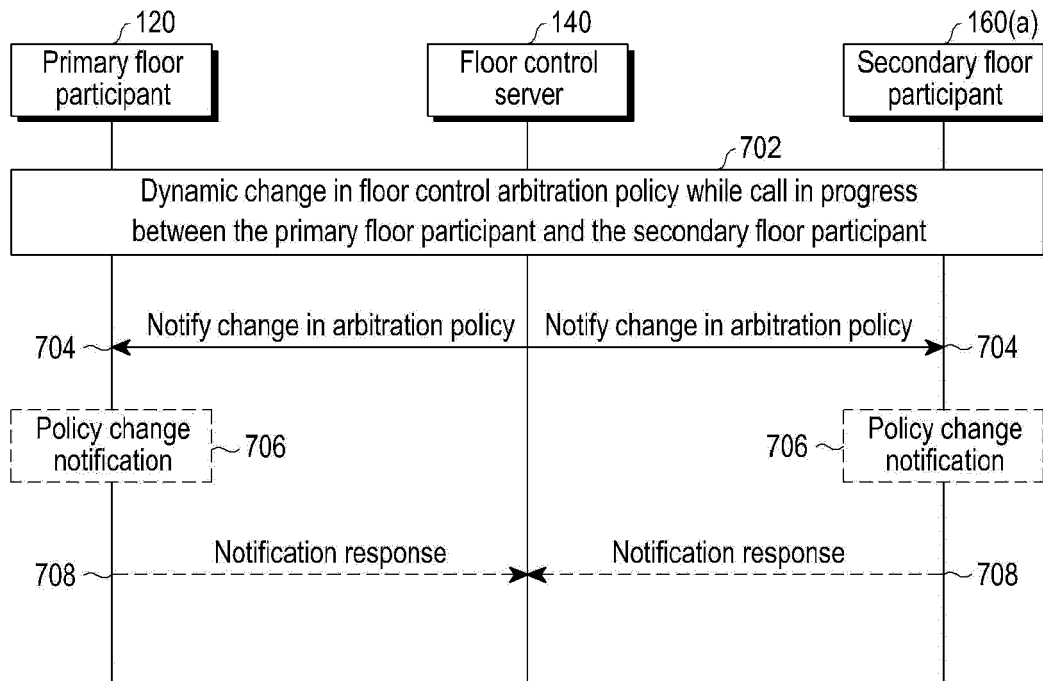 120
140
160(a)
Primary floor
participant
Floor control
server
Secondary floor
participant
702
Dynamic change in floor control arbitration policy while call in progress
between the primary floor participant and the secondary floor participant
Notify change in arbitration policy
Notify change in arbitration policy
704
704
Policy change
notification
706
706
Policy change
notification
Notification response
Notification response
708
708